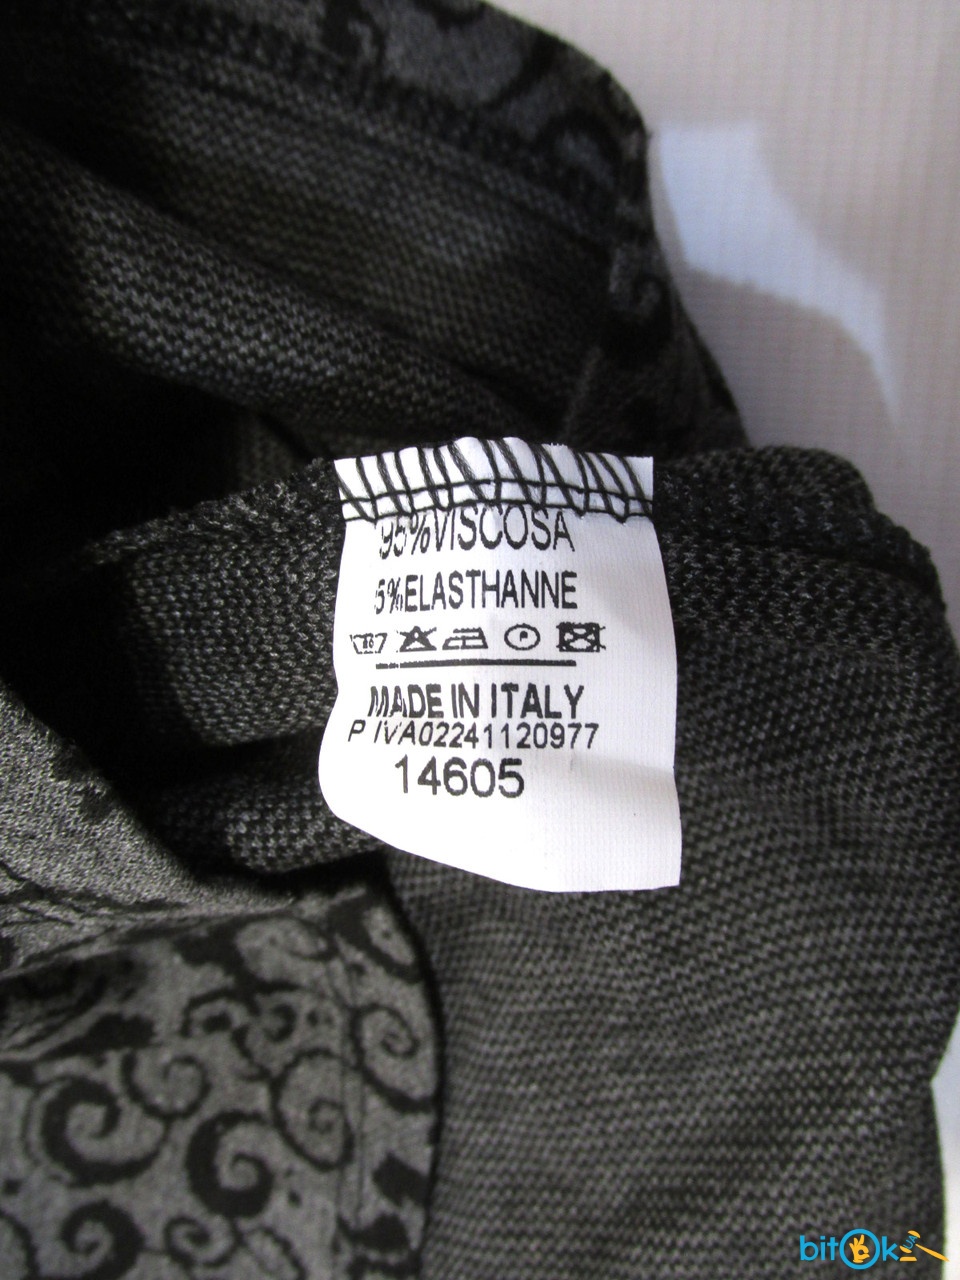 95%VISCOSA
5%ELASTHANNE
MADE IN ITALY
P IVA02241120977
14605
bitOk